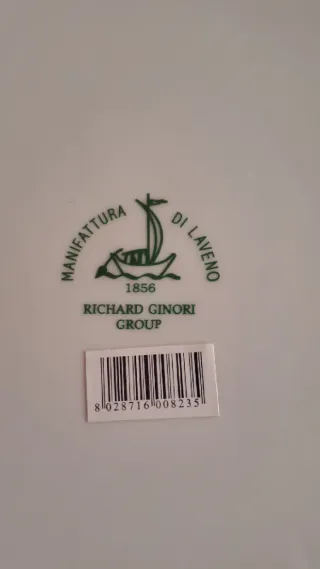 MANIFATTURA DI LAVENO
1856
RICHARD GINORI
GROUP
8 028716 008235